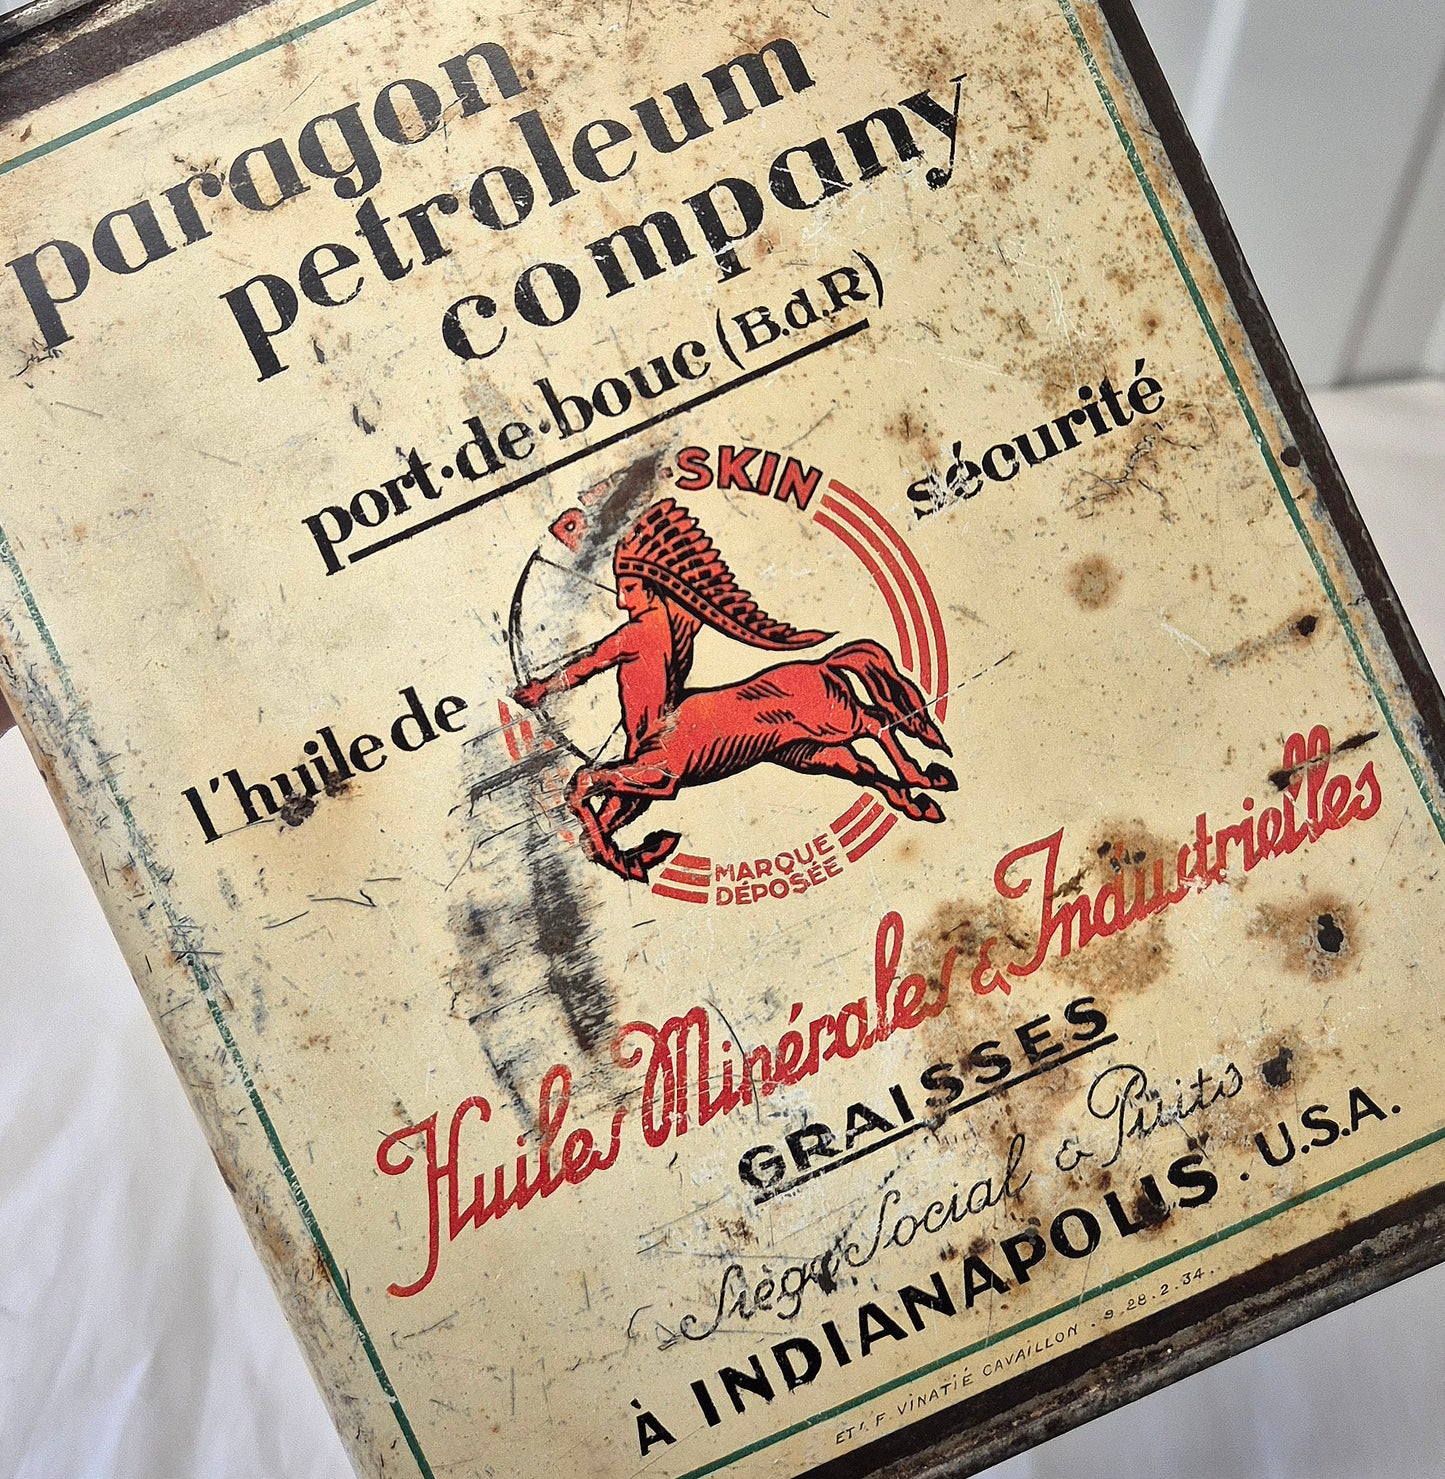 paragon
petroleum
company
port·de·bouc (B.d.R)
SKIN
l'huile de sécurité
MARQUE
DÉPOSÉE
Huiles Minérales & Industrielles
GRAISSES
Siège Social & Puits
À INDIANAPOLIS. U.S.A.
ETS F. VINATIÉ CAVAILLON . 9.28.2.34.